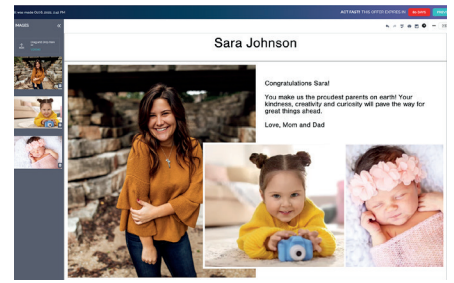 ACT FAST! THIS OFFER EXPIRES IN
IMAGES
Sara Johnson
Congratulations Sara!
You make us the proudest parents on earth! Your
kindness, creativity and curiosity will pave the way for
great things ahead.
Love, Mom and Dad